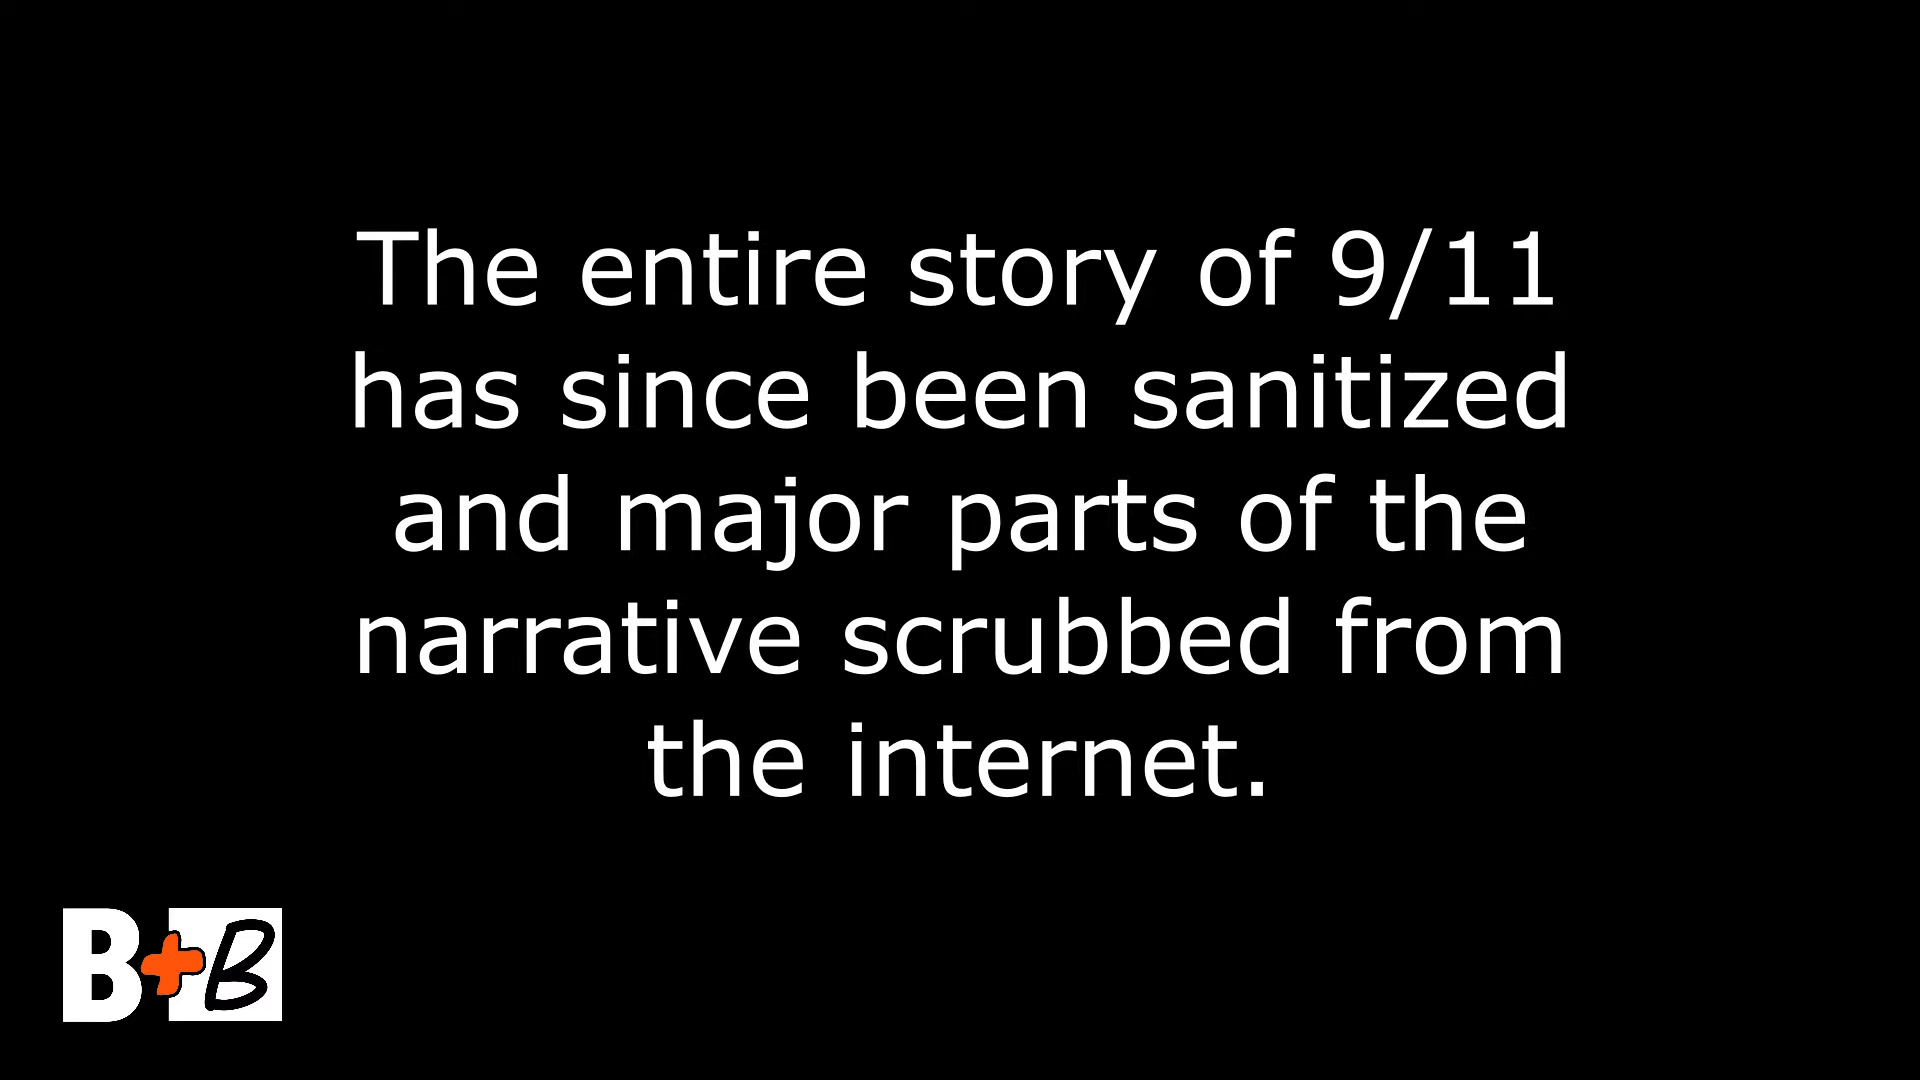 The entire story of 9/11
has since been sanitized
and major parts of the
narrative scrubbed from
the internet.
B+B